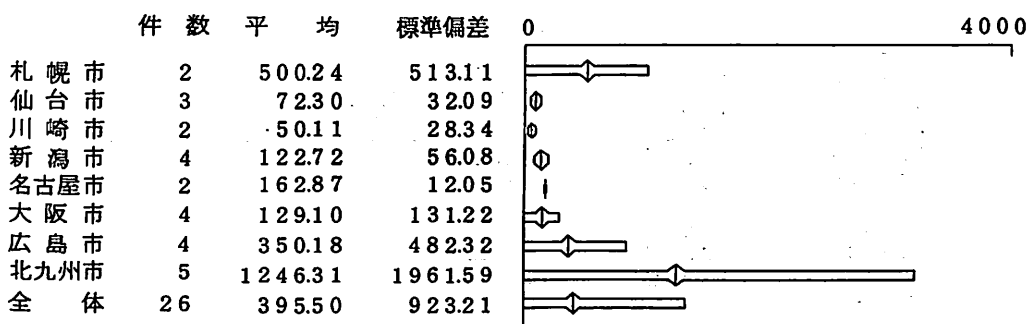 件 数 平 均 標準偏差 0 4000
札 幌 市 2 500.24 513.11
仙 台 市 3 72.30 32.09
川 崎 市 2 50.11 28.34
新 潟 市 4 122.72 56.08
名古屋市 2 162.87 12.05
大 阪 市 4 129.10 131.22
広 島 市 4 350.18 482.32
北九州市 5 1246.31 1961.59
全 体 26 395.50 923.21